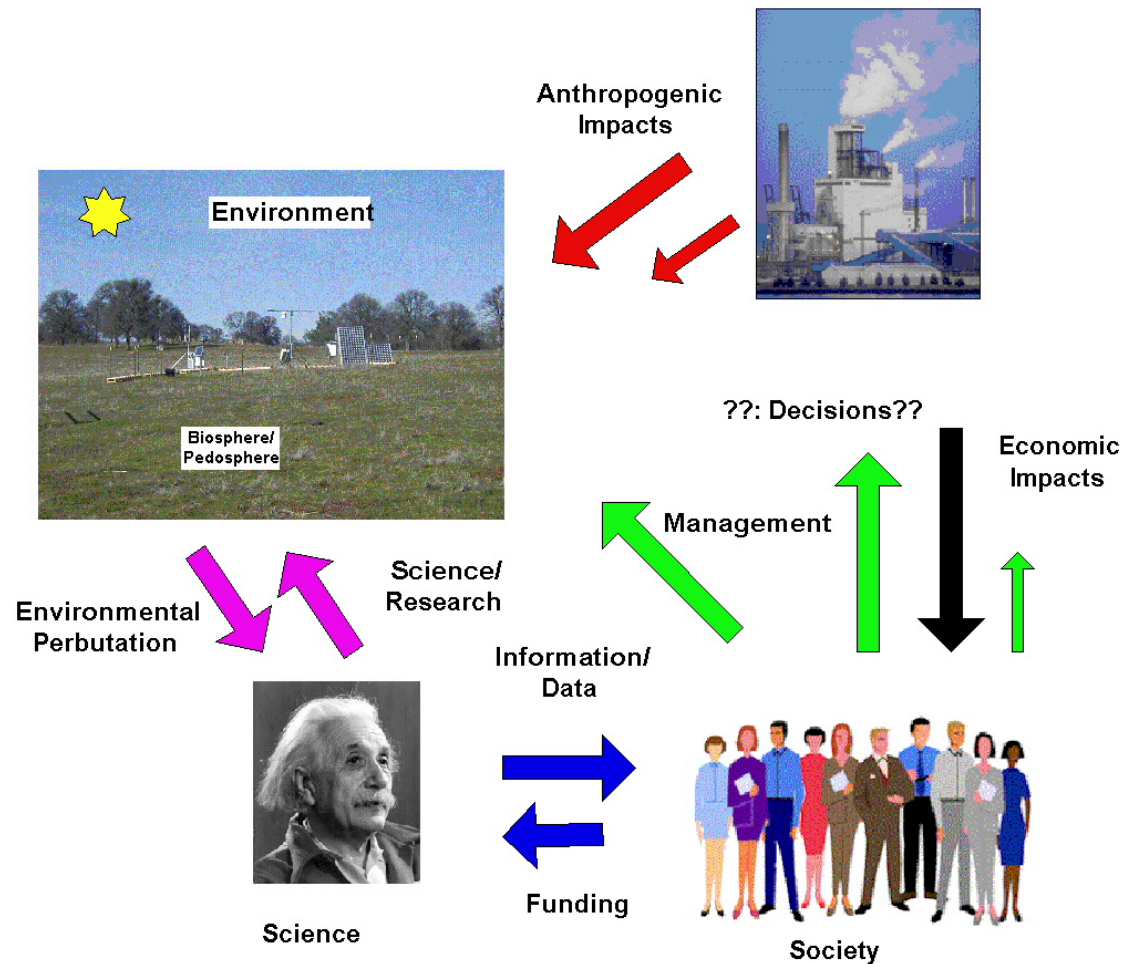 Anthropogenic
Impacts
Environment
Biosphere/
Pedosphere
??: Decisions??
Economic
Impacts
Management
Science/
Research
Environmental
Perbutation
Information/
Data
Funding
Science
Society